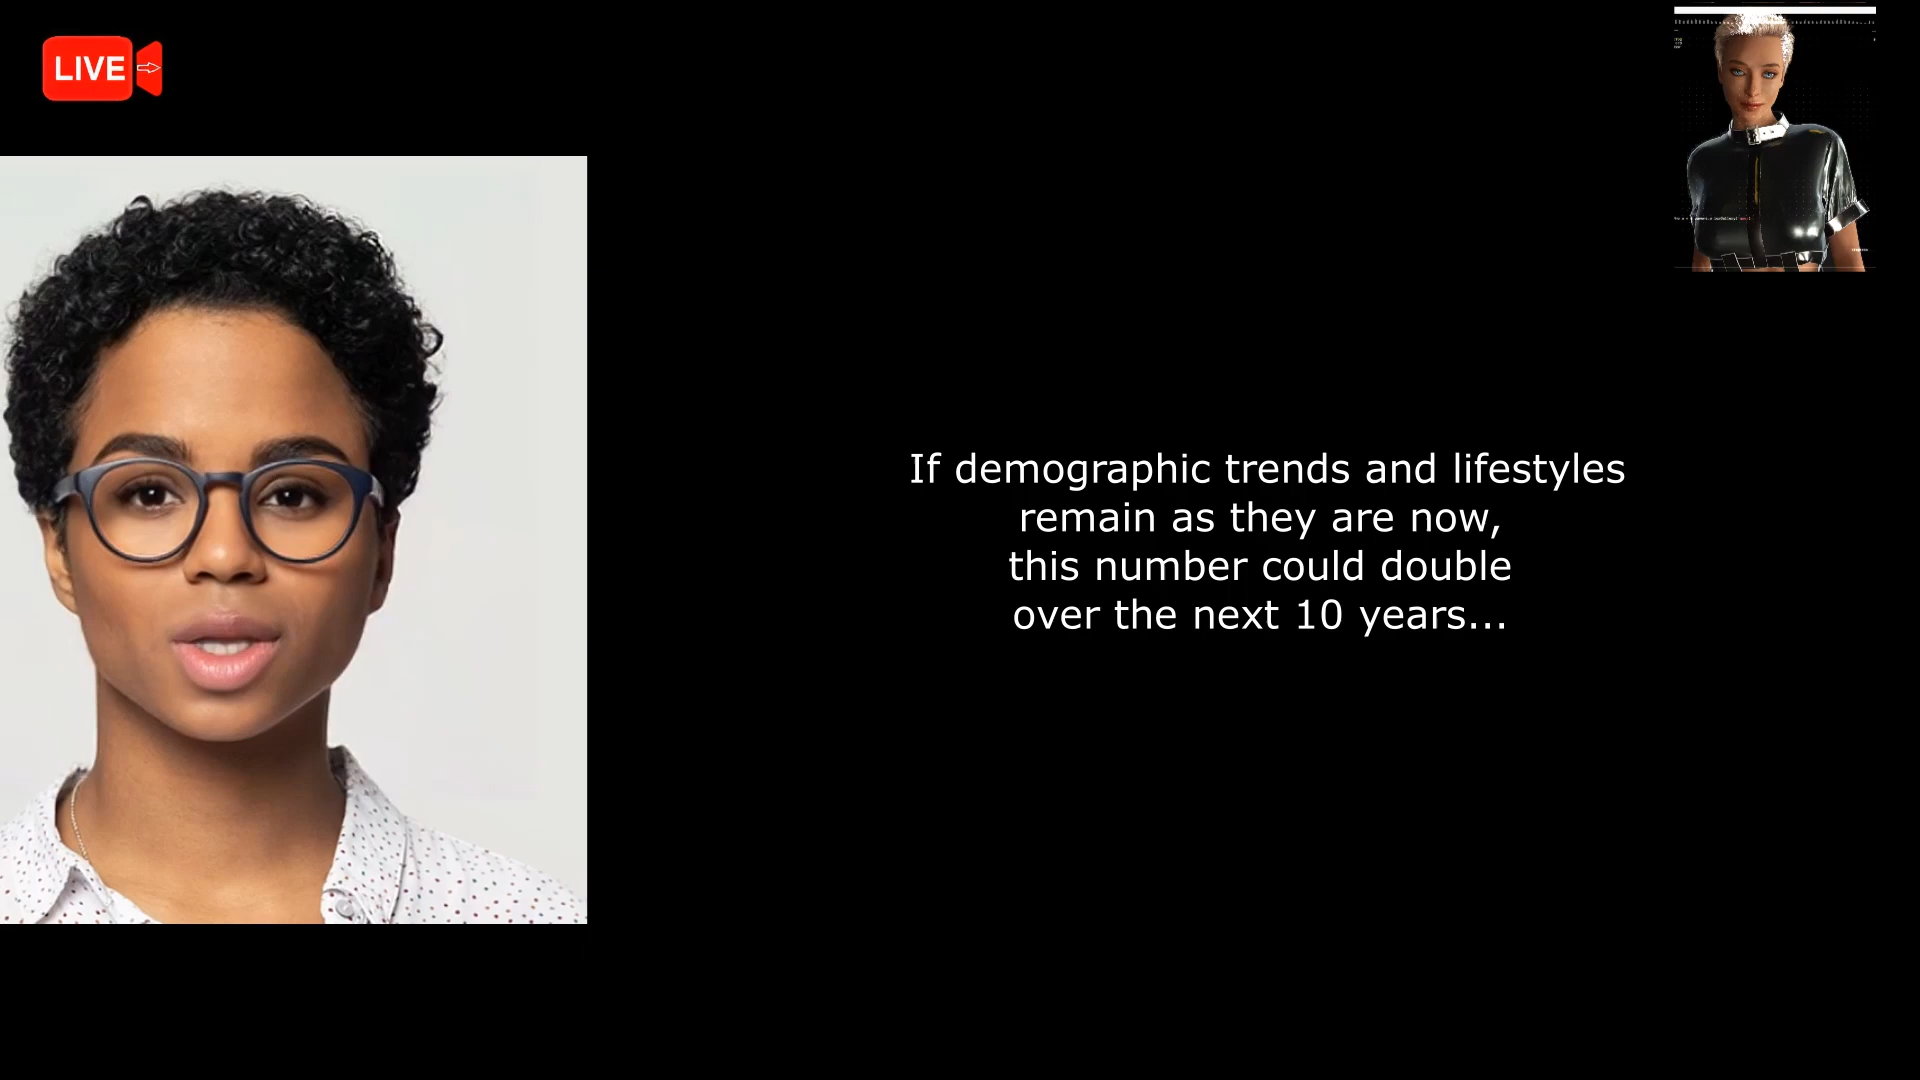 LIVE
If demographic trends and lifestyles
remain as they are now,
this number could double
over the next 10 years...